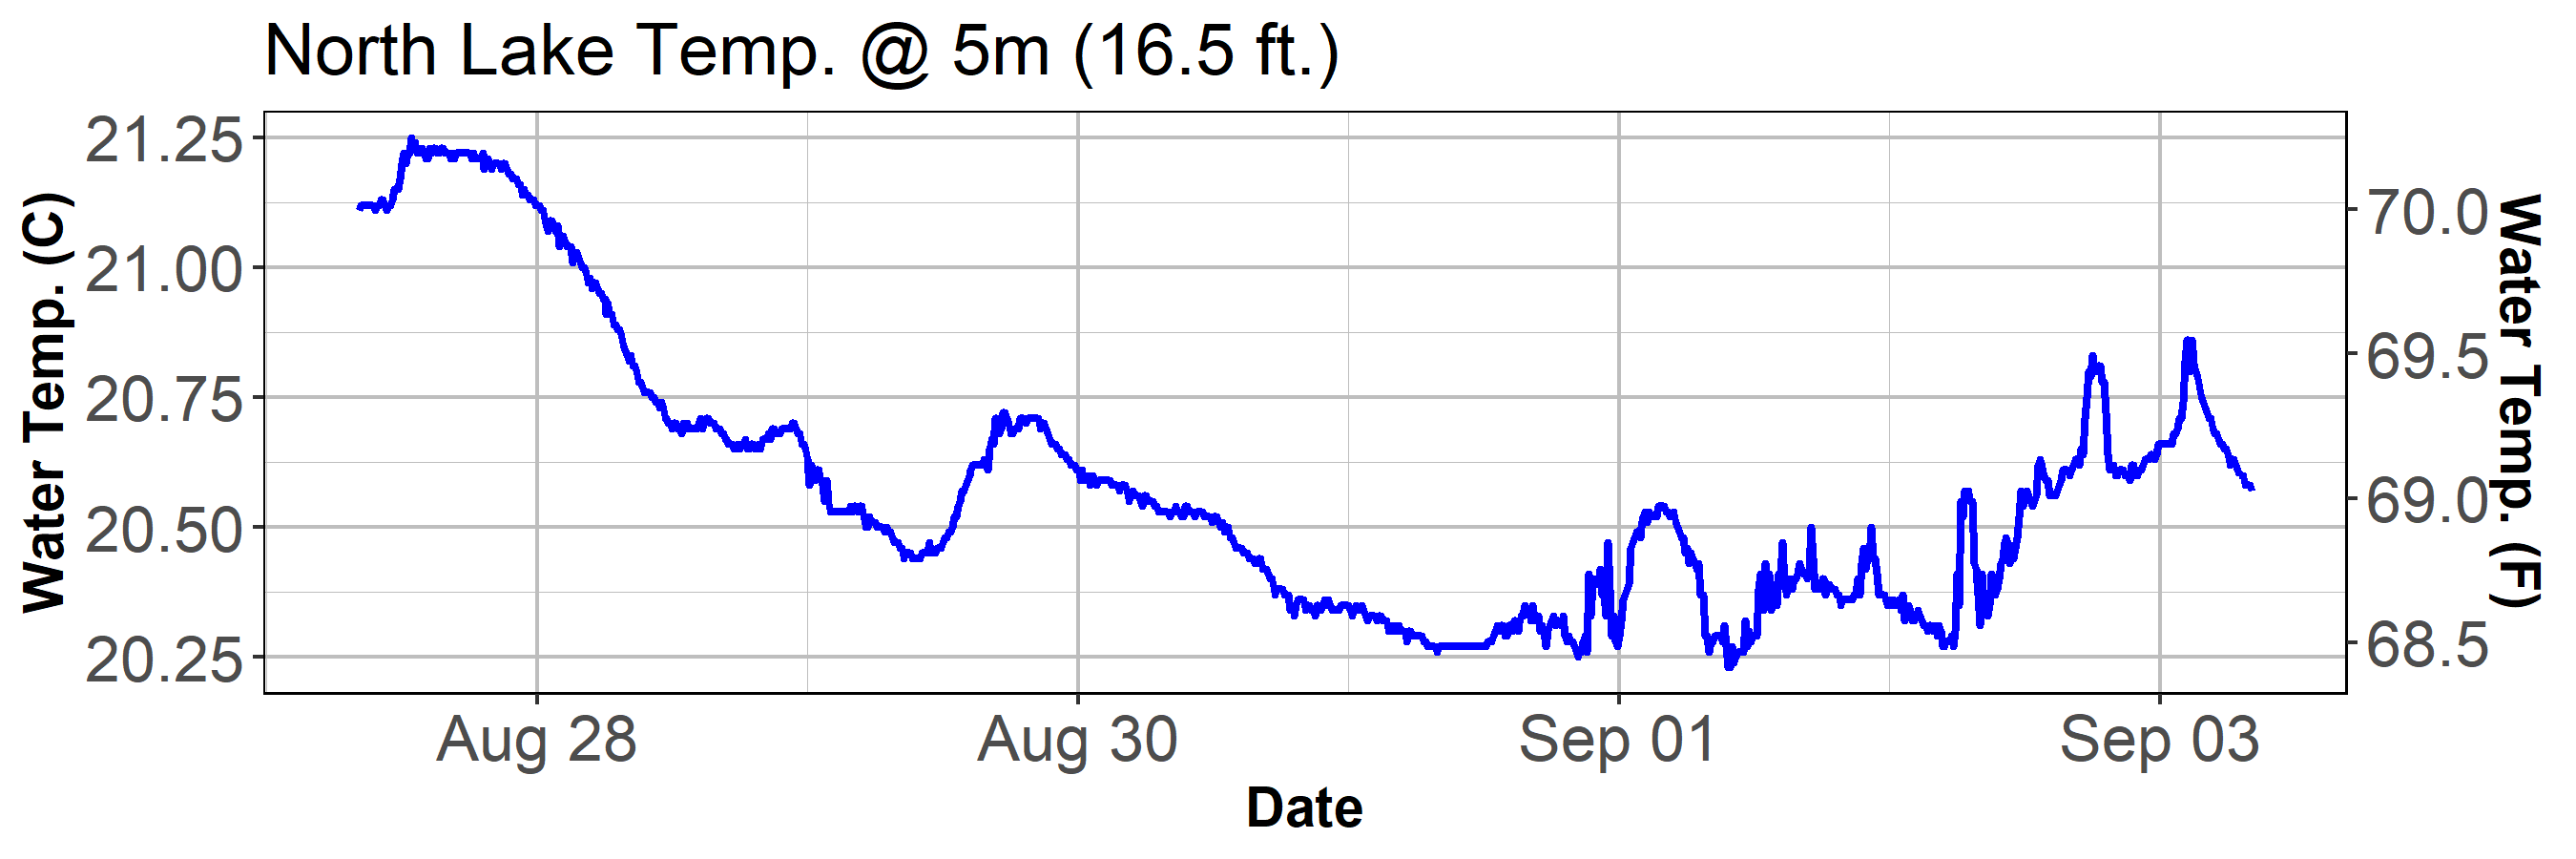 North Lake Temp. @ 5m (16.5 ft.)
Water Temp. (C)
21.25
21.00
20.75
20.50
20.25
70.0
69.5
69.0
68.5
Water Temp. (F)
Aug 28 Aug 30 Sep 01 Sep 03
Date